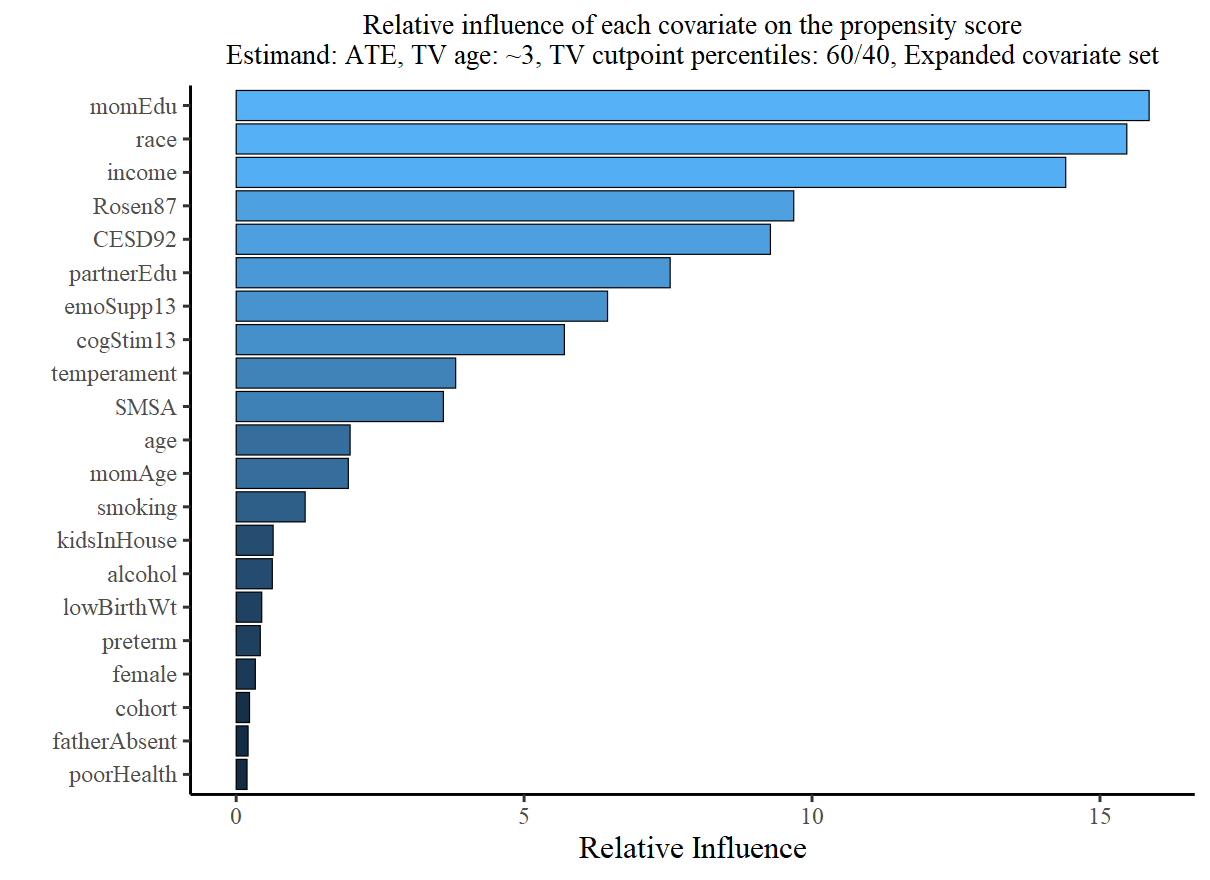 Relative influence of each covariate on the propensity score
Estimand: ATE, TV age: ~3, TV cutpoint percentiles: 60/40, Expanded covariate set
momEdu
race
income
Rosen87
CESD92
partnerEdu
emoSupp13
cogStim13
temperament
SMSA
age
momAge
smoking
kidsInHouse
alcohol
lowBirthWt
preterm
female
cohort
fatherAbsent
poorHealth
0 5 10 15
Relative Influence